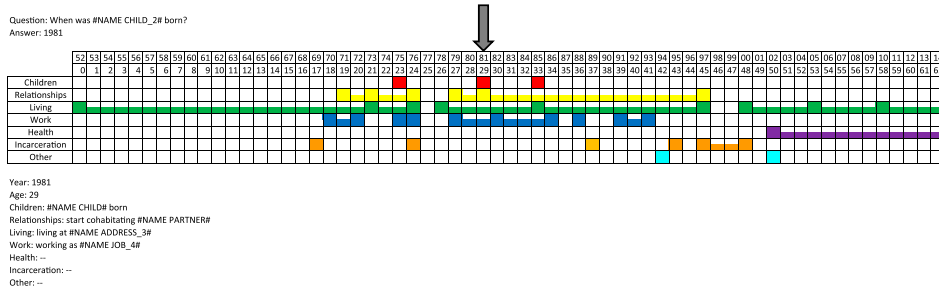 Question: When was #NAME CHILD_2# born?
Answer: 1981
52 53 54 55 56 57 58 59 60 61 62 63 64 65 66 67 68 69 70 71 72 73 74 75 76 77 78 79 80 81 82 83 84 85 86 87 88 89 90 91 92 93 94 95 96 97 98 99 00 01 02 03 04 05 06 07 08 09 10 11 12 13
0 1 2 3 4 5 6 7 8 9 10 11 12 13 14 15 16 17 18 19 20 21 22 23 24 25 26 27 28 29 30 31 32 33 34 35 36 37 38 39 40 41 42 43 44 45 46 47 48 49 50 51 52 53 54 55 56 57 58 59 60 61
Children
Relationships
Living
Work
Health
Incarceration
Other
Year: 1981
Age: 29
Children: #NAME CHILD# born
Relationships: start cohabitating #NAME PARTNER#
Living: living at #NAME ADDRESS_3#
Work: working as #NAME JOB_4#
Health: --
Incarceration: --
Other: --